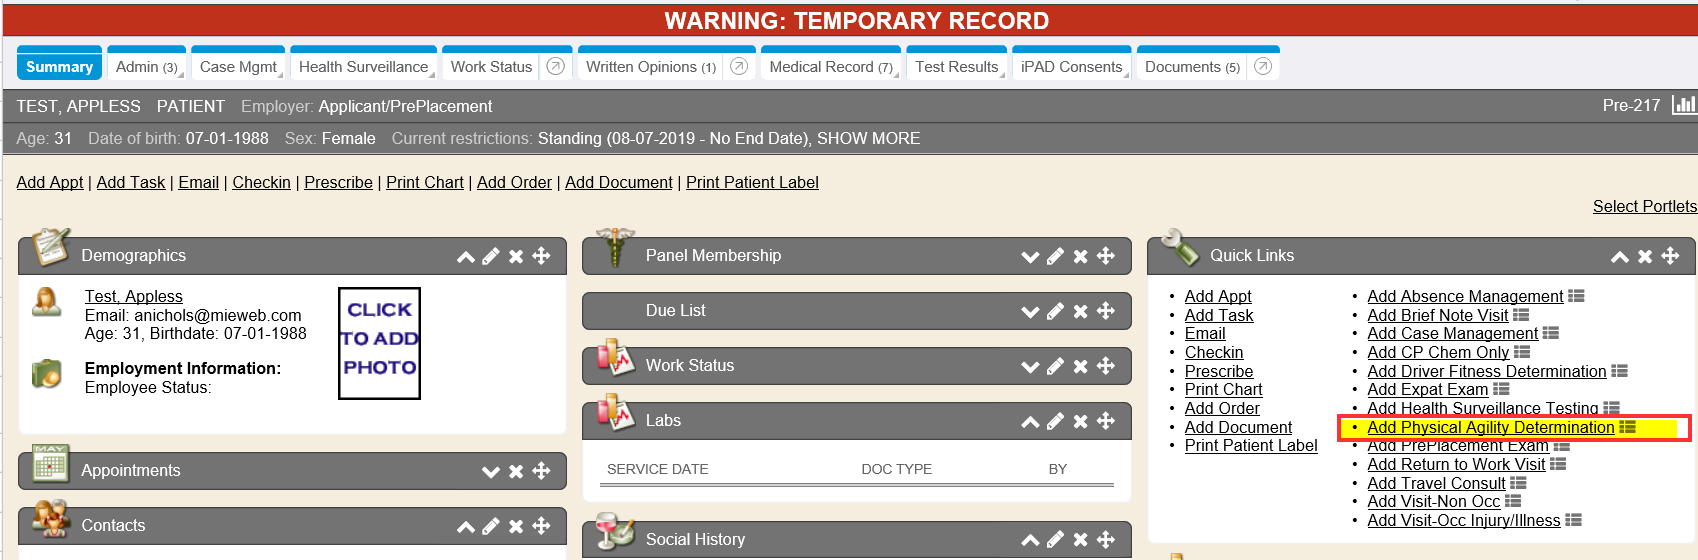 WARNING: TEMPORARY RECORD
Summary Admin (3) Case Mgmt Health Surveillance Work Status Written Opinions (1) Medical Record (7) Test Results iPAD Consents Documents (5)
TEST, APPLESS PATIENT Employer: Applicant/PrePlacement Pre-217
Age: 31 Date of birth: 07-01-1988 Sex: Female Current restrictions: Standing (08-07-2019 - No End Date), SHOW MORE
Add Appt | Add Task | Email | Checkin | Prescribe | Print Chart | Add Order | Add Document | Print Patient Label
Select Portlets
Demographics
Test, Appless
Email: anichols@mieweb.com
Age: 31, Birthdate: 07-01-1988
CLICK
TO ADD
PHOTO
Employment Information:
Employee Status:
MAY
Appointments
Contacts
Panel Membership
Due List
Work Status
Labs
SERVICE DATE DOC TYPE BY
Social History
Quick Links
Add Appt
Add Task
Email
Checkin
Prescribe
Print Chart
Add Order
Add Document
Print Patient Label
Add Absence Management
Add Brief Note Visit
Add Case Management
Add CP Chem Only
Add Driver Fitness Determination
Add Expat Exam
Add Health Surveillance Testing
Add Physical Agility Determination
Add PrePlacement Exam
Add Return to Work Visit
Add Travel Consult
Add Visit-Non Occ
Add Visit-Occ Injury/Illness